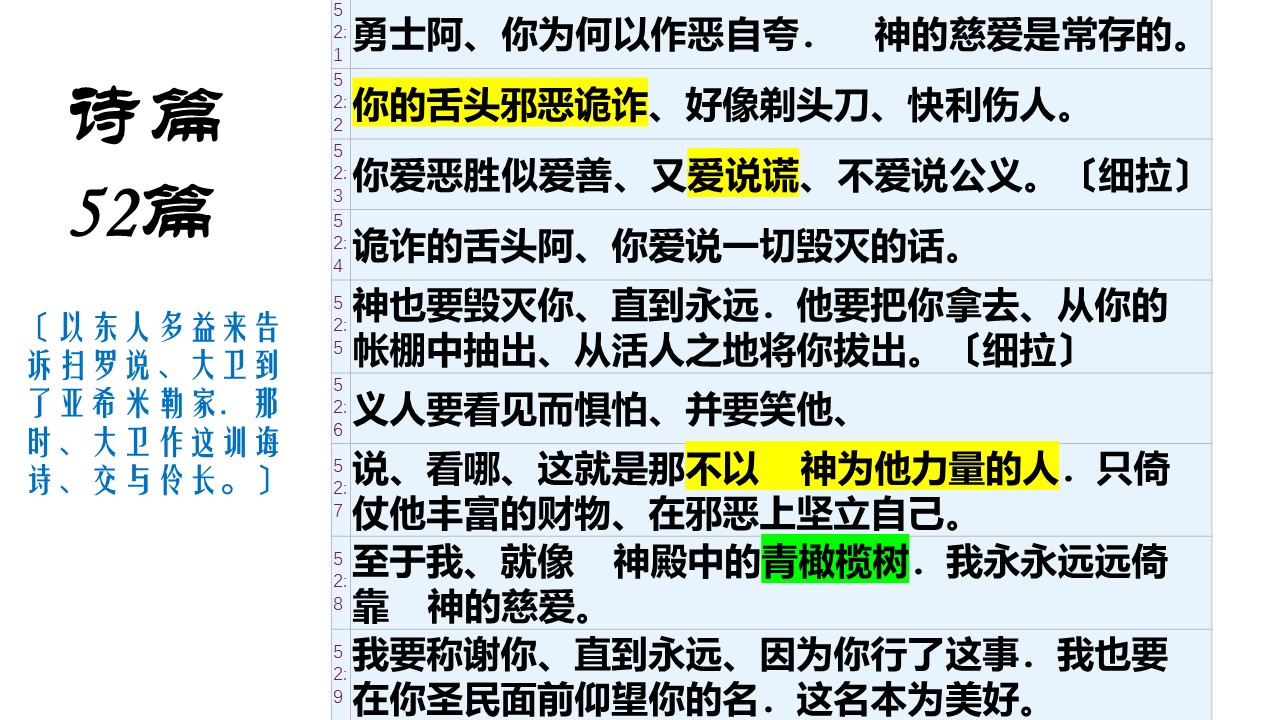 诗篇
52篇
〔以东人多益来告
诉扫罗说、大卫到
了亚希米勒家．那
时、大卫作这训诲
诗、交与伶长。〕
52:1 勇士阿、你为何以作恶自夸．　神的慈爱是常存的。
52:2 你的舌头邪恶诡诈、好像剃头刀、快利伤人。
52:3 你爱恶胜似爱善、又爱说谎、不爱说公义。〔细拉〕
52:4 诡诈的舌头阿、你爱说一切毁灭的话。
52:5 神也要毁灭你、直到永远．他要把你拿去、从你的
帐棚中抽出、从活人之地将你拔出。〔细拉〕
52:6 义人要看见而惧怕、并要笑他、
52:7 说、看哪、这就是那不以　神为他力量的人．只倚
仗他丰富的财物、在邪恶上坚立自己。
52:8 至于我、就像　神殿中的青橄榄树．我永永远远倚
靠　神的慈爱。
52:9 我要称谢你、直到永远、因为你行了这事．我也要
在你圣民面前仰望你的名．这名本为美好。